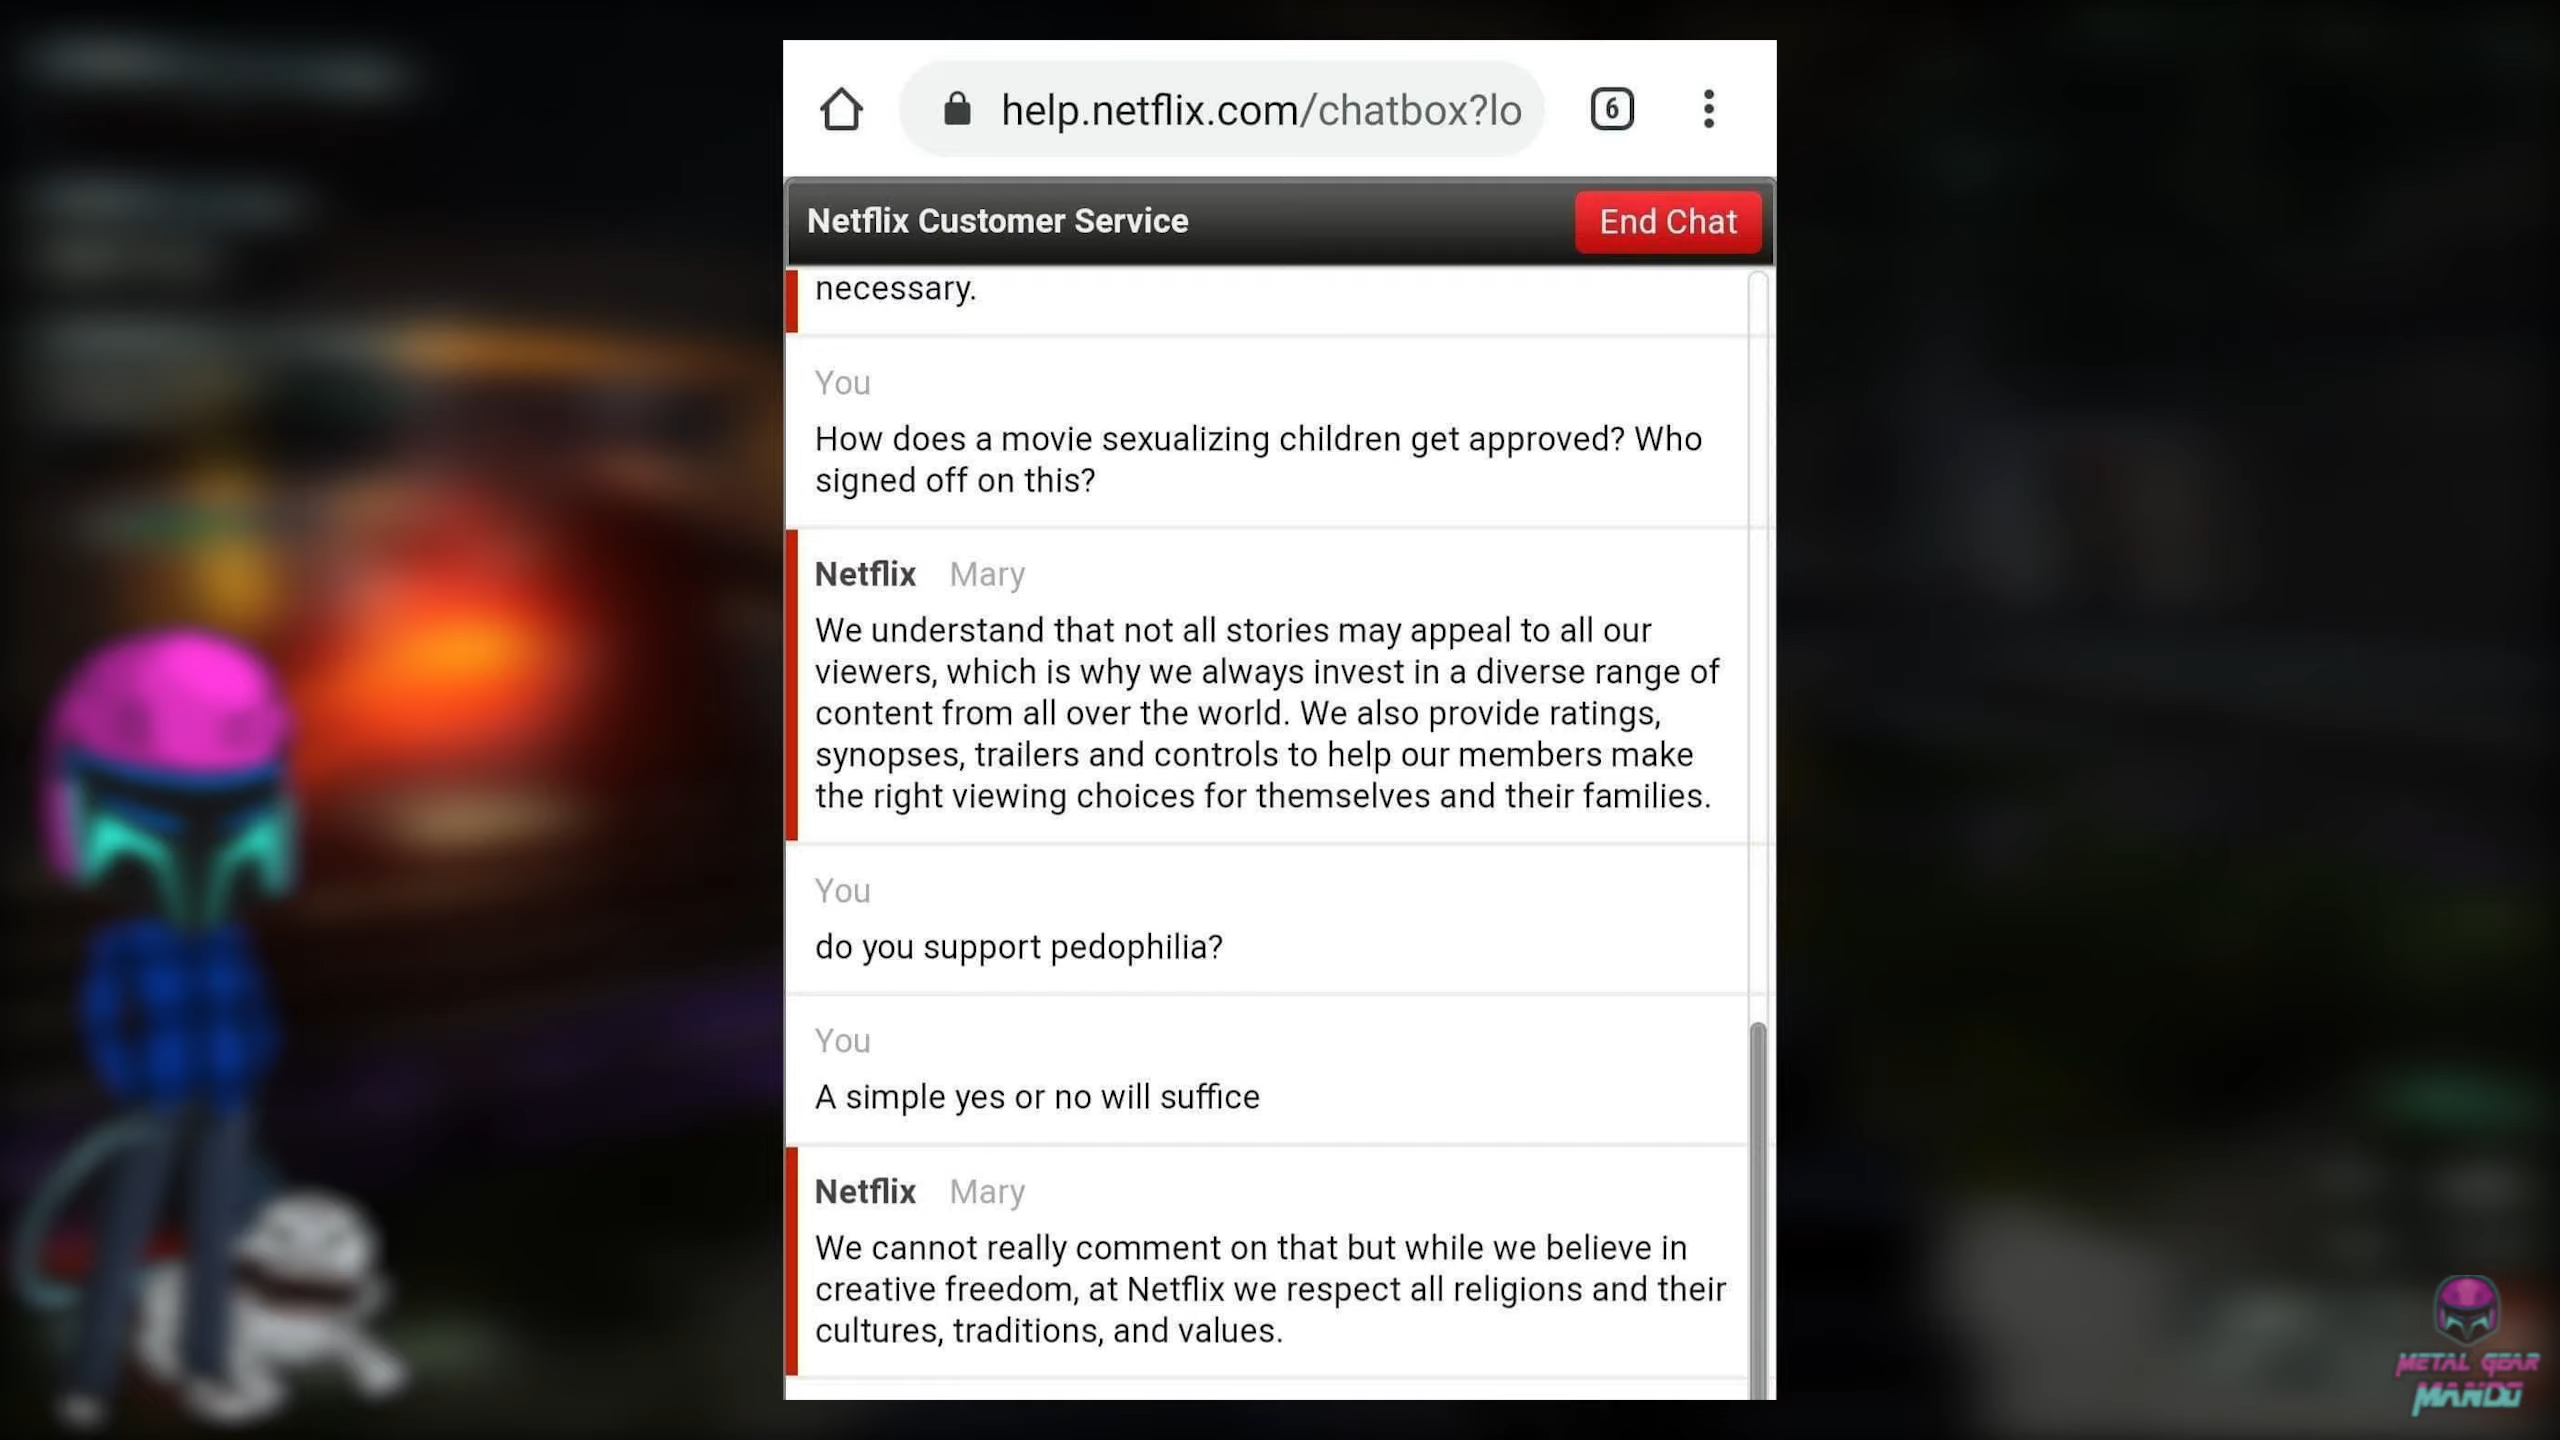 help.netflix.com/chatbox?lo
6
Netflix Customer Service
End Chat
necessary.
You
How does a movie sexualizing children get approved? Who
signed off on this?
Netflix Mary
We understand that not all stories may appeal to all our
viewers, which is why we always invest in a diverse range of
content from all over the world. We also provide ratings,
synopses, trailers and controls to help our members make
the right viewing choices for themselves and their families.
You
do you support pedophilia?
You
A simple yes or no will suffice
Netflix Mary
We cannot really comment on that but while we believe in
creative freedom, at Netflix we respect all religions and their
cultures, traditions, and values.
METAL GEAR
MANDO